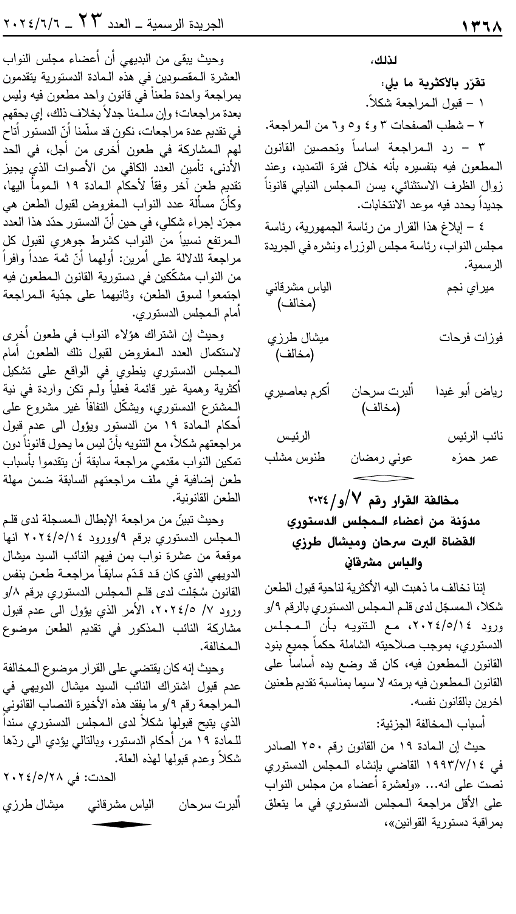 ١٣٦٨
الجريدة الرسمية ـ العدد ٢٣ ـ ٢٠٢٤/٦/٦
لذلك،
تقرّر بالأكثرية ما يلي:
١ – قبول المراجعة شكلاً.
٢ – شطب الصفحات ٣ و٤ و٥ و٦ من المراجعة.
٣ – رد المراجعة اساساً وتحصين القانون
المطعون فيه بتفسيره بأنه خلال فترة التمديد، وعند
زوال الظرف الاستثنائي، يسن المجلس النيابي قانوناً
جديداً يحدد فيه موعد الانتخابات.
٤ – إبلاغ هذا القرار من رئاسة الجمهورية، رئاسة
مجلس النواب، رئاسة مجلس الوزراء ونشره في الجريدة
الرسمية.
ميراي نجم الياس مشرقاني
(مخالف)
فوزات فرحات ميشال طرزي
(مخالف)
رياض أبو غيدا ألبرت سرحان أكرم بعاصيري
(مخالف)
نائب الرئيس الرئيس
عمر حمزه عوني رمضان طنوس مشلب
مخالفة القرار رقم ٧/و/٢٠٢٤
مدوّنة من أعضاء المجلس الدستوري
القضاة البرت سرحان وميشال طرزي
والياس مشرقاني
إننا نخالف ما ذهبت اليه الأكثرية لناحية قبول الطعن
شكلا، المسجّل لدى قلم المجلس الدستوري بالرقم ٩/و
ورود ٢٠٢٤/٥/١٤، مع التنويه بأن المجلس
الدستوري، بموجب صلاحيته الشاملة حكماً جميع بنود
القانون المطعون فيه، كان قد وضع يده أساساً على
القانون المطعون فيه برمته لا سيما بمناسبة تقديم طعنين
اخرين بالقانون نفسه.
أسباب المخالفة الجزئية:
حيث إن المادة ١٩ من القانون رقم ٢٥٠ الصادر
في ١٩٩٣/٧/١٤ القاضي بإنشاء المجلس الدستوري
نصت على انه... «ولعشرة أعضاء من مجلس النواب
على الأقل مراجعة المجلس الدستوري في ما يتعلق
بمراقبة دستورية القوانين»،
وحيث يبقى من البديهي أن أعضاء مجلس النواب
العشرة المقصودين في هذه المادة الدستورية يتقدمون
بمراجعة واحدة طعناً في قانون واحد مطعون فيه وليس
بعدة مراجعات؛ وإن سلمنا جدلاً بخلاف ذلك، إي بحقهم
في تقديم عدة مراجعات، نكون قد سلّمنا أنّ الدستور أتاح
لهم المشاركة في طعون أخرى من أجل، في الحد
الأدنى، تأمين العدد الكافي من الأصوات الذي يجيز
تقديم طعن آخر وفقاً لأحكام المادة ١٩ المومأ اليها،
وكأنّ مسألة عدد النواب المفروض لقبول الطعن هي
مجرّد إجراء شكلي، في حين أنّ الدستور حدّد هذا العدد
المرتفع نسبياً من النواب كشرط جوهري لقبول كل
مراجعة للدلالة على أمرين: أولهما أنّ ثمة عدداً وافراً
من النواب مشكّكين في دستورية القانون المطعون فيه
اجتمعوا لسوق الطعن، وثانيهما على جدّية المراجعة
أمام المجلس الدستوري.
وحيث إن اشتراك هؤلاء النواب في طعون أخرى
لاستكمال العدد المفروض لقبول تلك الطعون أمام
المجلس الدستوري ينطوي في الواقع على تشكيل
أكثرية وهمية غير قائمة فعلياً ولم تكن واردة في نية
المشترع الدستوري، ويشكّل التفافاً غير مشروع على
أحكام المادة ١٩ من الدستور ويؤول الى عدم قبول
مراجعتهم شكلاً، مع التنويه بأنّ ليس ما يحول قانوناً دون
تمكين النواب مقدمي مراجعة سابقة أن يتقدموا بأسباب
طعن إضافية في ملف مراجعتهم السابقة ضمن مهلة
الطعن القانونية.
وحيث تبيّن من مراجعة الإبطال المسجلة لدى قلم
المجلس الدستوري برقم ٩/وورود ٢٠٢٤/٥/١٤ انها
موقعة من عشرة نواب بمن فيهم النائب السيد ميشال
الدويهي الذي كان قد قدّم سابقاً مراجعة طعن بنفس
القانون سُجّلت لدى قلم المجلس الدستوري برقم ٨/و
ورود ٧/ ٢٠٢٤/٥، الأمر الذي يؤول الى عدم قبول
مشاركة النائب المذكور في تقديم الطعن موضوع
المخالفة.
وحيث إنه كان يقتضي على القرار موضوع المخالفة
عدم قبول اشتراك النائب السيد ميشال الدويهي في
المراجعة رقم ٩/و ما يفقد هذه الأخيرة النصاب القانوني
الذي يتيح قبولها شكلاً لدى المجلس الدستوري سنداً
للمادة ١٩ من أحكام الدستور، وبالتالي يؤدي الى ردّها
شكلاً وعدم قبولها لهذه العلة.
الحدت: في ٢٠٢٤/٥/٢٨
ألبرت سرحان الياس مشرقاني ميشال طرزي